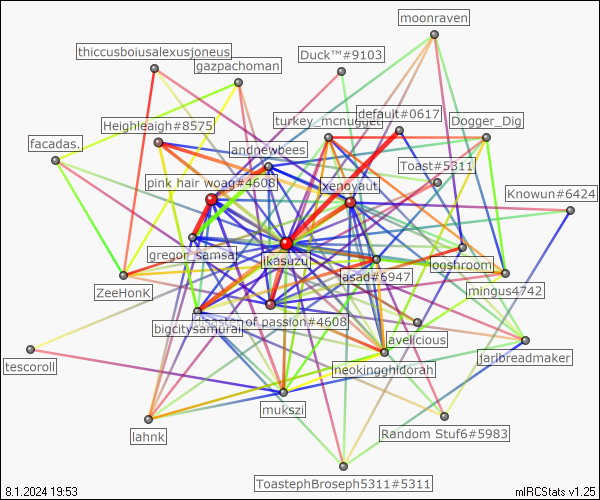 moonraven
thiccusboiusalexusjoneus
Duck™#9103
gazpachoman
default#0617
turkey_mcnugget
Dogger_Dig
Heighleaigh#8575
facadas.
andnewbees
Toast#5311
pink hair woag#4608
xenoyaut
Knowun#6424
gregor_samsa
ikasuzu
logshroom
jasad#6947
ZeeHonK
mingus4742
disaster of passion#4608
bigcitysamurai
avelicious
tescoroll
neokingghidorah
jarlbreadmaker
mukszi
lahnk
Random Stuf6#5983
ToastephBroseph5311#5311
8.1.2024 19:53
mIRCStats v1.25